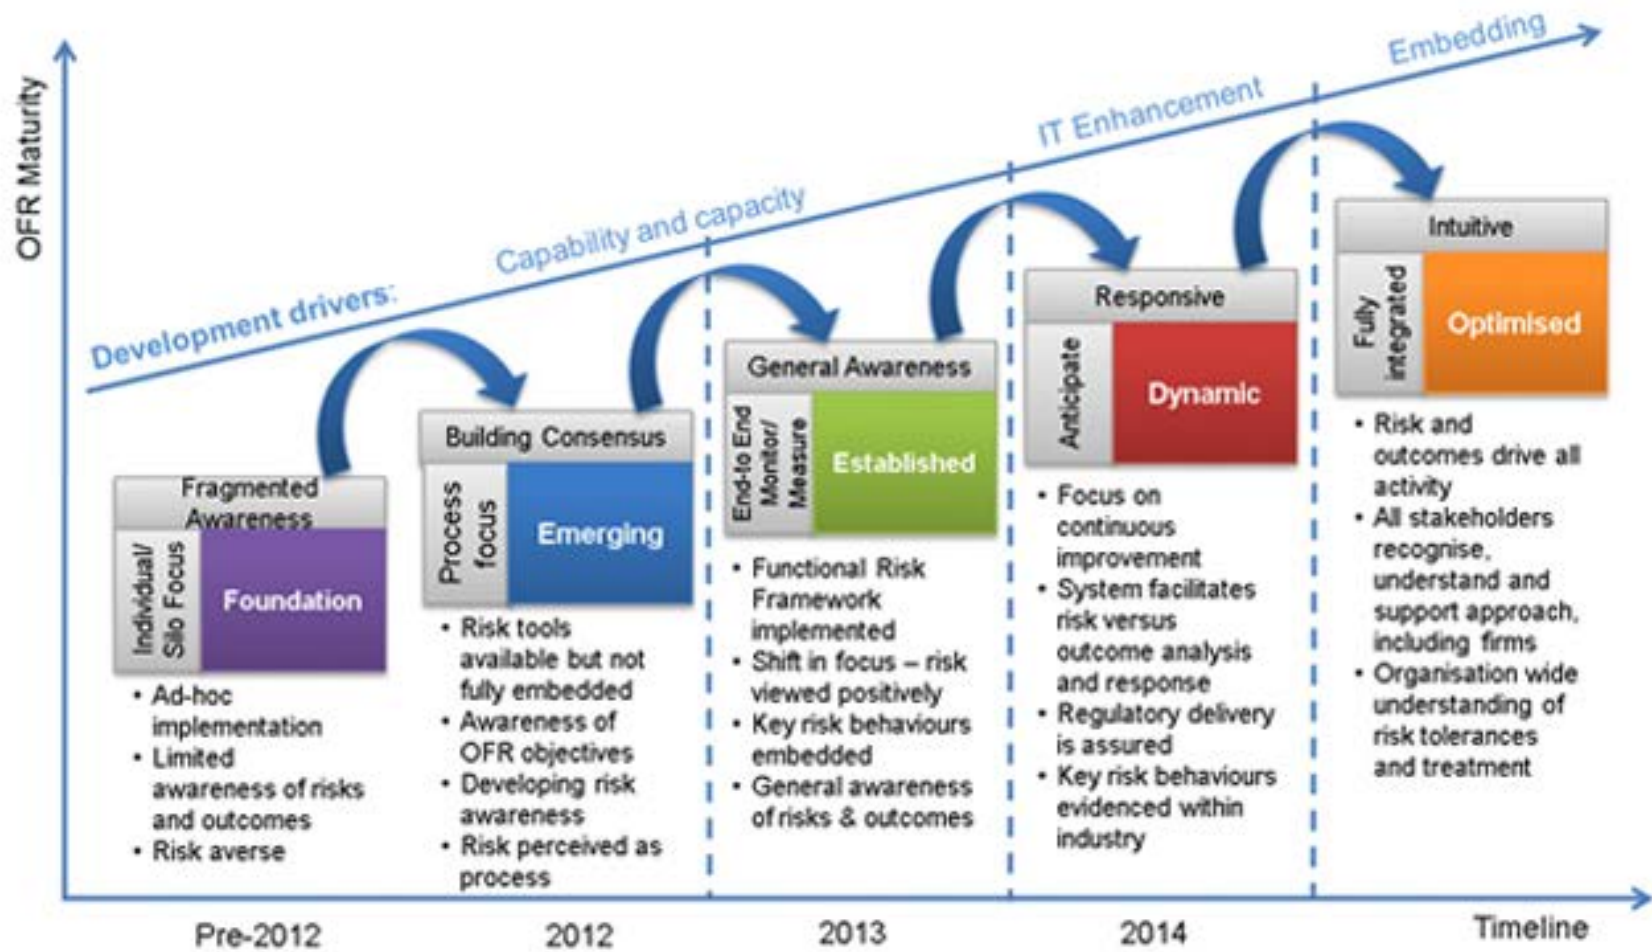 OFR Maturity
Development drivers:
Capability and capacity
IT Enhancement
Embedding
Fragmented
Awareness
Individual/
Silo Focus
Foundation
• Ad-hoc
implementation
• Limited
awareness of risks
and outcomes
• Risk averse
Building Consensus
Process
focus
Emerging
• Risk tools
available but not
fully embedded
• Awareness of
OFR objectives
• Developing risk
awareness
• Risk perceived as
process
General Awareness
End-to End
Monitor/
Measure
Established
• Functional Risk
Framework
implemented
• Shift in focus – risk
viewed positively
• Key risk behaviours
embedded
• General awareness
of risks & outcomes
Responsive
Anticipate
Dynamic
• Focus on
continuous
improvement
• System facilitates
risk versus
outcome analysis
and response
• Regulatory delivery
is assured
• Key risk behaviours
evidenced within
industry
Intuitive
Fully
integrated
Optimised
• Risk and
outcomes drive all
activity
• All stakeholders
recognise,
understand and
support approach,
including firms
• Organisation wide
understanding of
risk tolerances
and treatment
Pre-2012
2012
2013
2014
Timeline